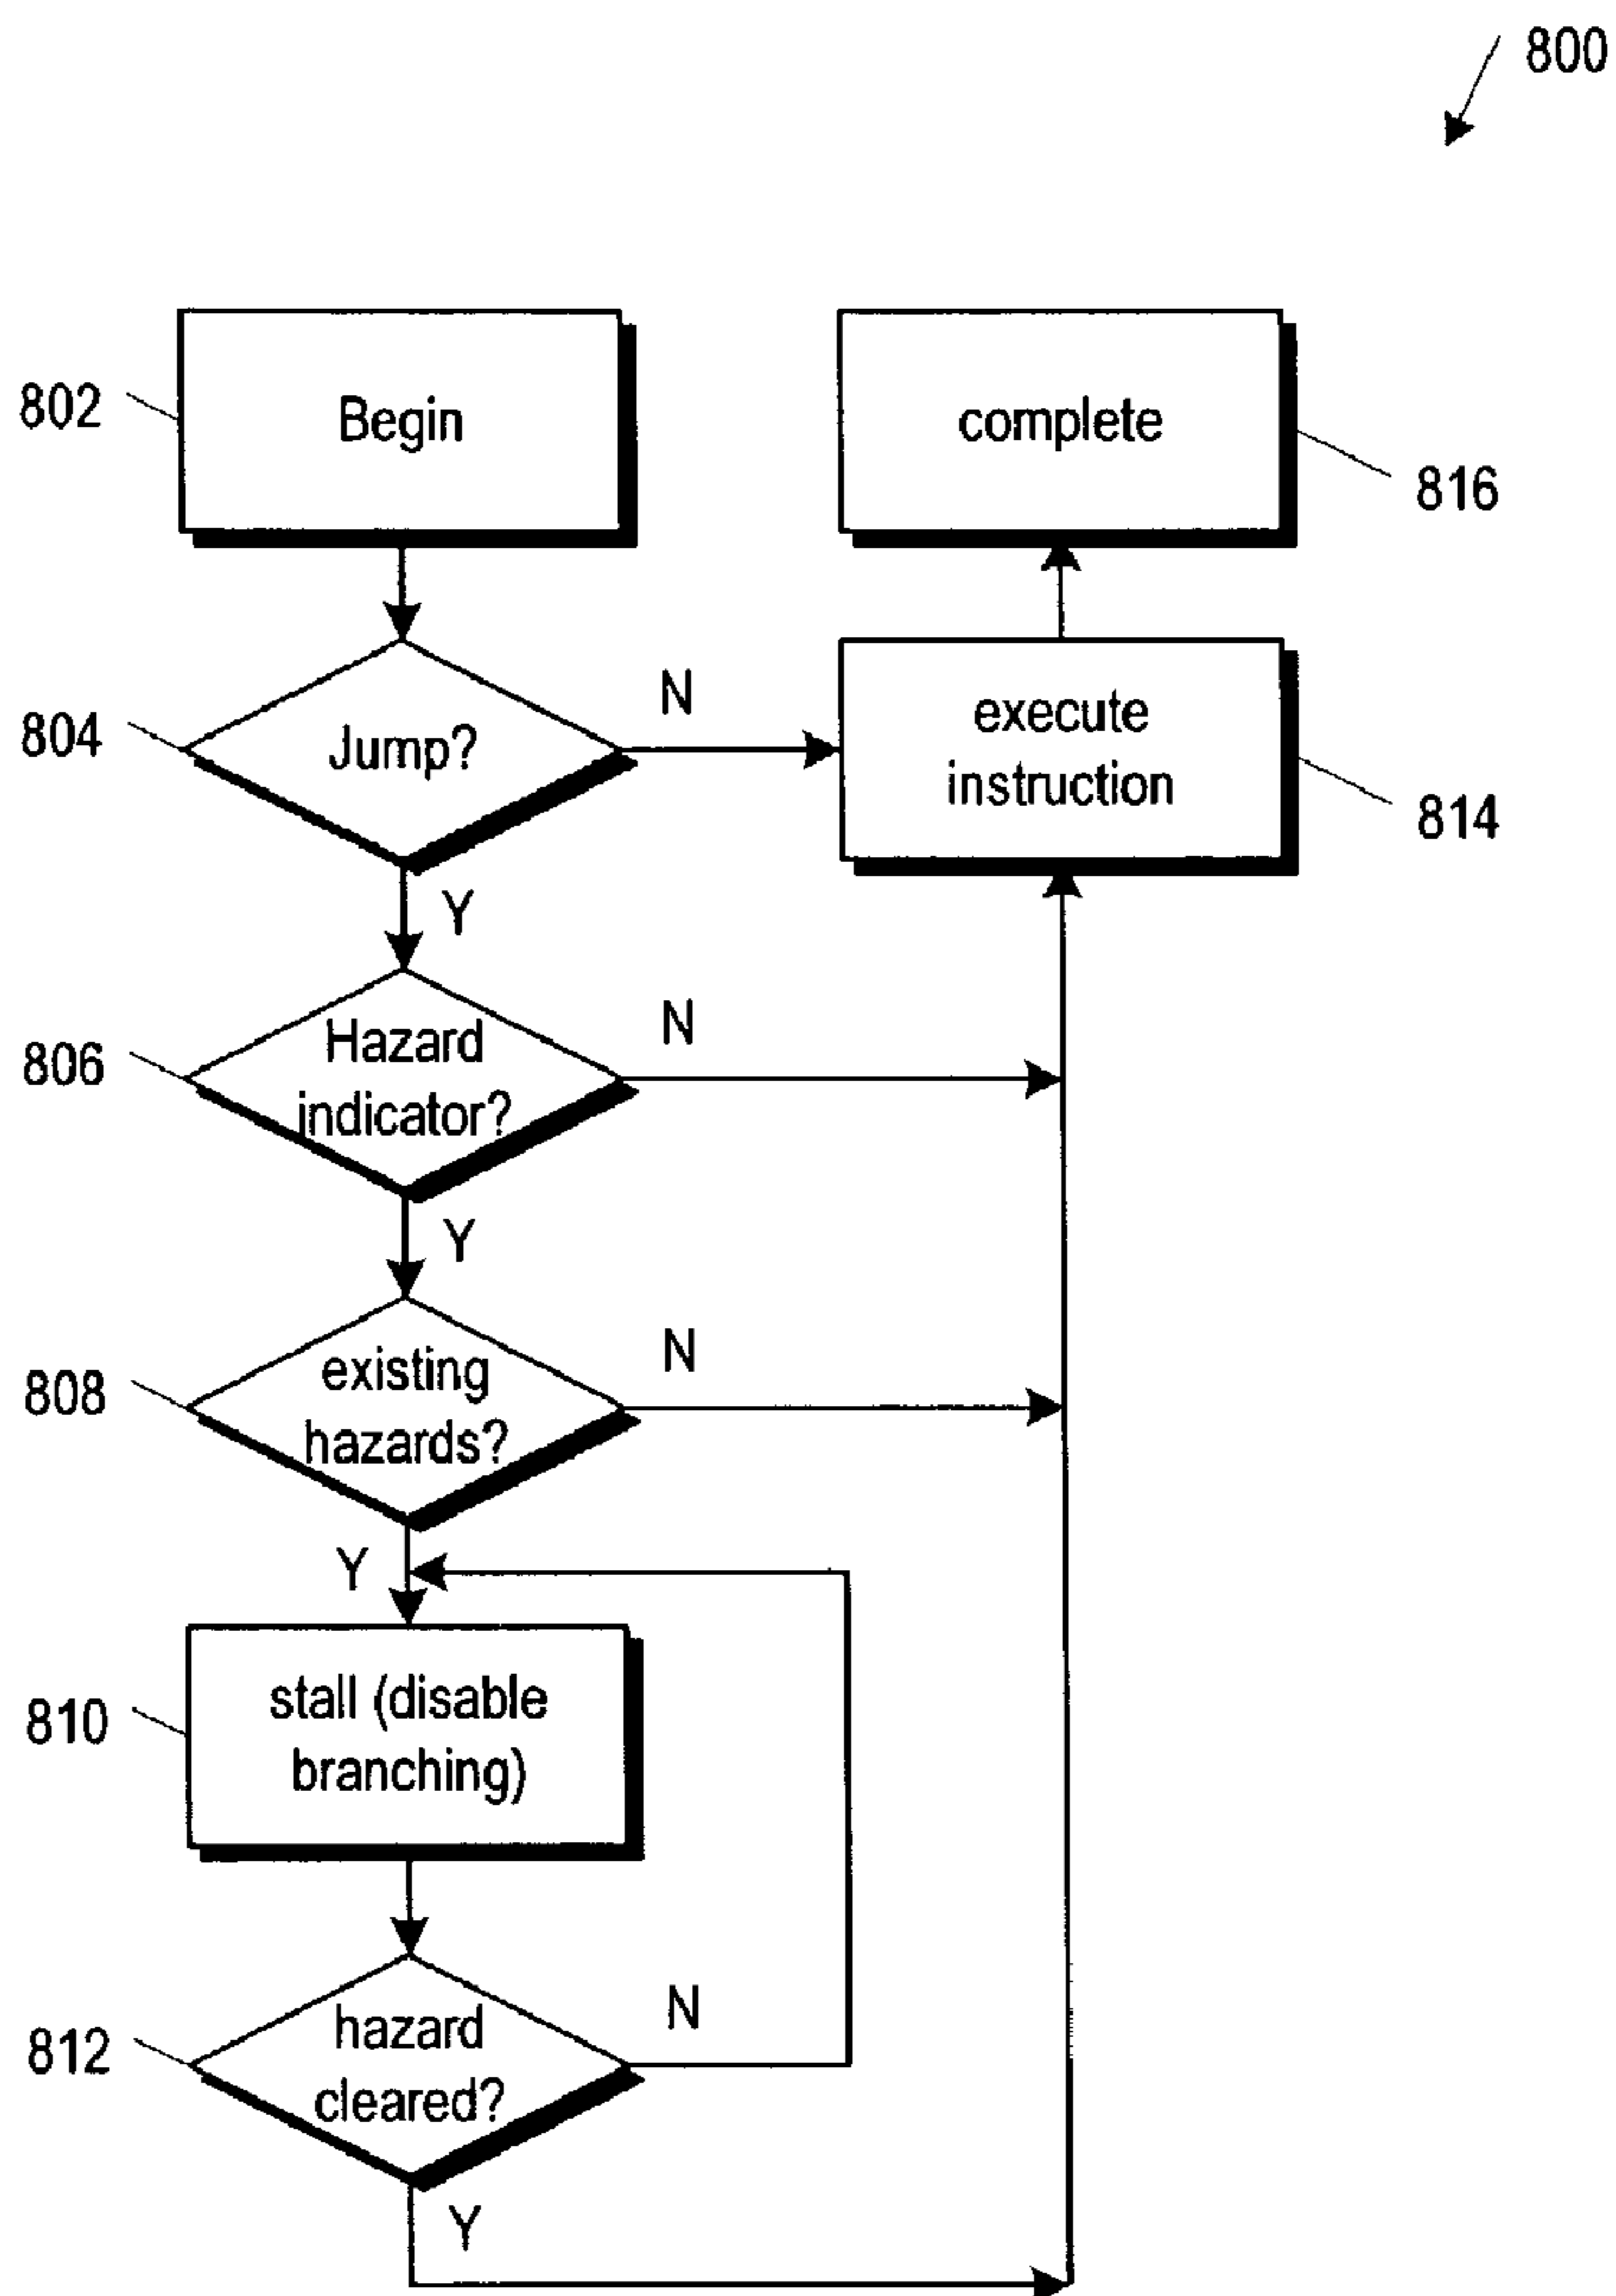 800
802
Begin
complete
816
804
Jump?
N
execute
instruction
814
Y
806
Hazard
indicator?
N
Y
808
existing
hazards?
N
Y
810
stall (disable
branching)
812
hazard
cleared?
N
Y